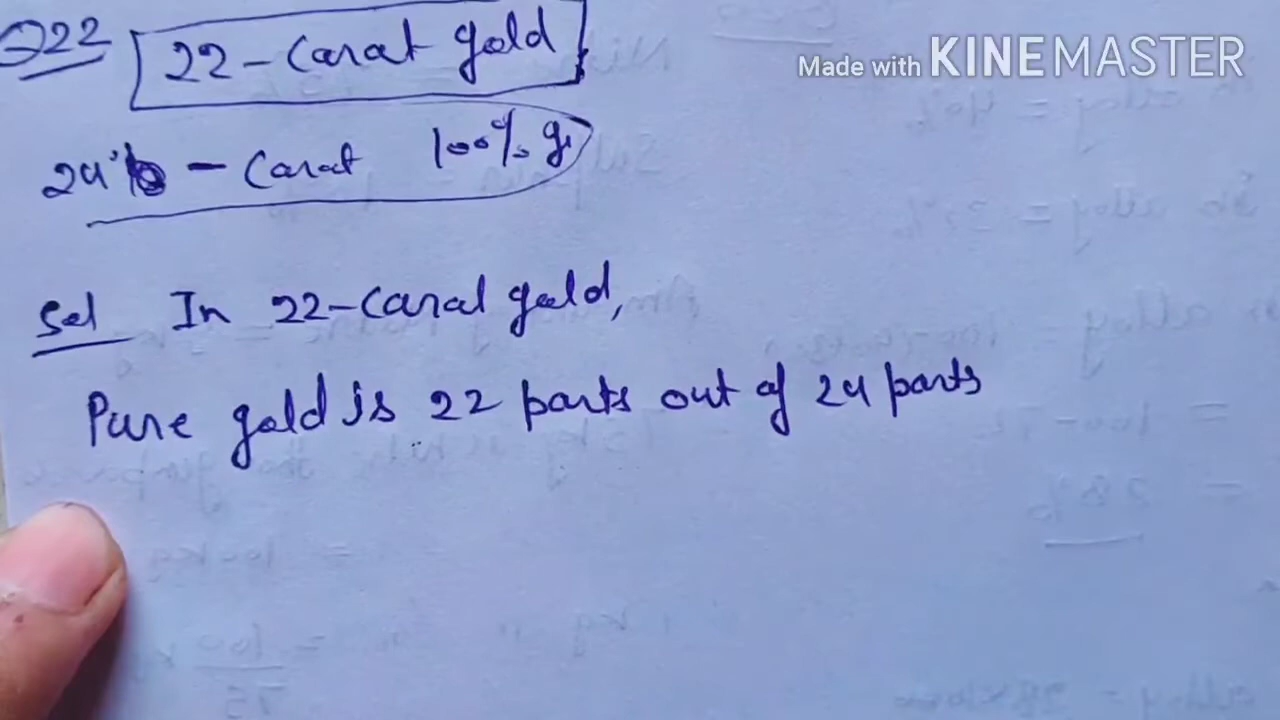 Q22 22-Carat gold
Made with KINEMASTER
24 - Carat 100% g
Sol In 22-Carat gold,
Pure gold is 22 parts out of 24 parts